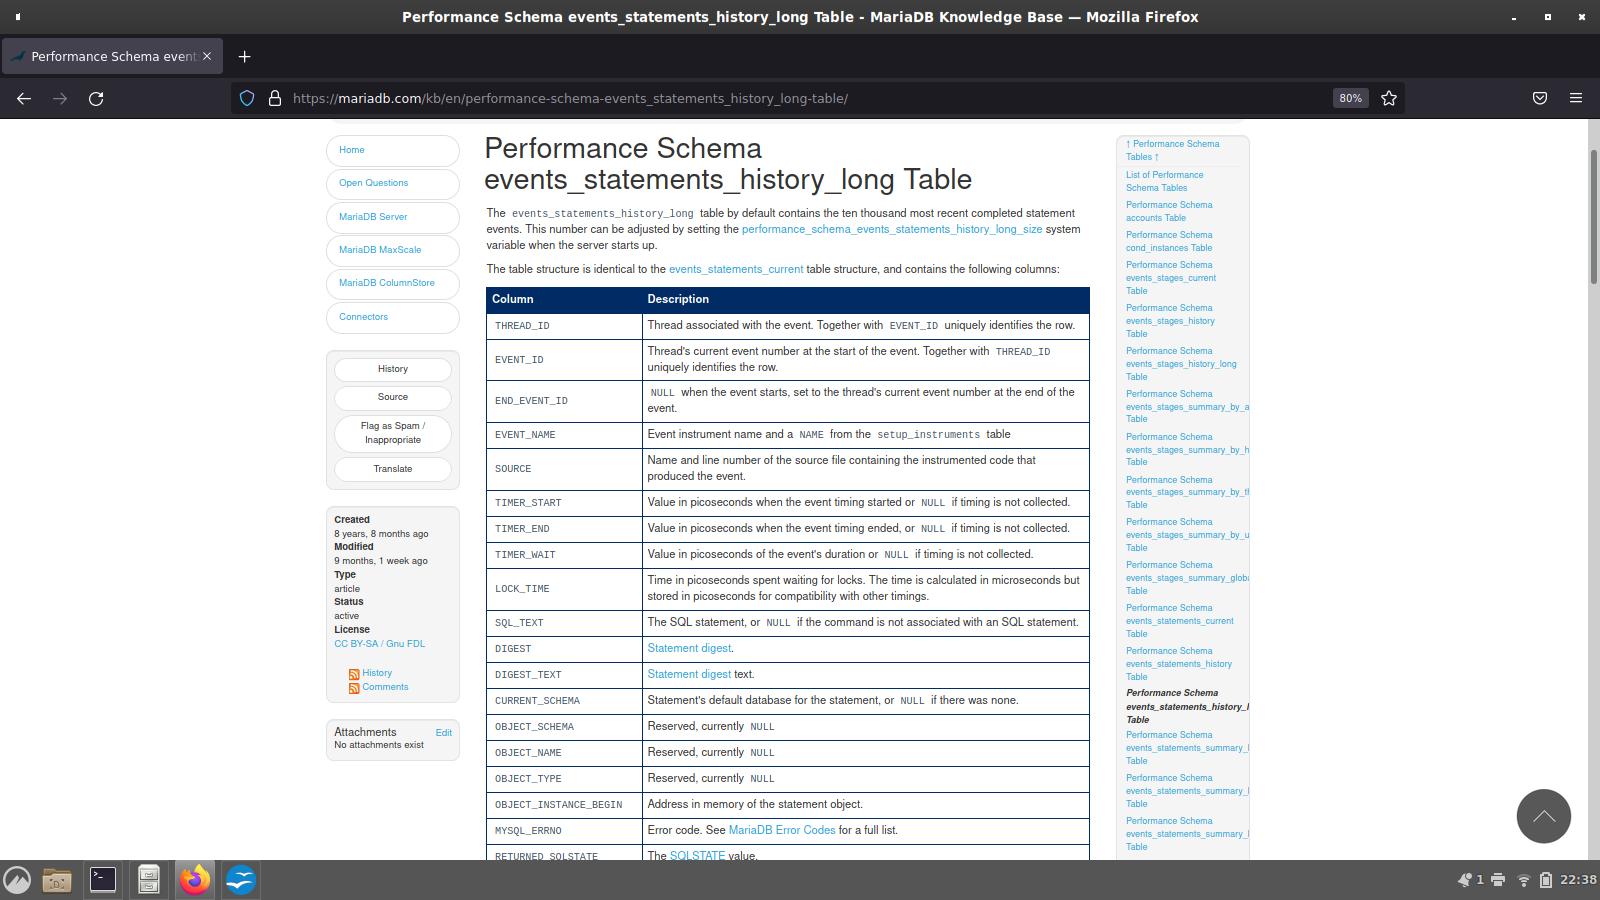 Performance Schema events_statements_history_long Table - MariaDB Knowledge Base — Mozilla Firefox
Performance Schema event
https://mariadb.com/kb/en/performance-schema-events_statements_history_long-table/
80%
Home
Open Questions
MariaDB Server
MariaDB MaxScale
MariaDB ColumnStore
Connectors
History
Source
Flag as Spam /
Inappropriate
Translate
Created
8 years, 8 months ago
Modified
9 months, 1 week ago
Type
article
Status
active
License
CC BY-SA / Gnu FDL
History
Comments
Attachments Edit
No attachments exist
Performance Schema
events_statements_history_long Table
The events_statements_history_long table by default contains the ten thousand most recent completed statement
events. This number can be adjusted by setting the performance_schema_events_statements_history_long_size system
variable when the server starts up.
The table structure is identical to the events_statements_current table structure, and contains the following columns:
Column Description
THREAD_ID Thread associated with the event. Together with EVENT_ID uniquely identifies the row.
EVENT_ID Thread's current event number at the start of the event. Together with THREAD_ID
uniquely identifies the row.
END_EVENT_ID NULL when the event starts, set to the thread's current event number at the end of the
event.
EVENT_NAME Event instrument name and a NAME from the setup_instruments table
SOURCE Name and line number of the source file containing the instrumented code that
produced the event.
TIMER_START Value in picoseconds when the event timing started or NULL if timing is not collected.
TIMER_END Value in picoseconds when the event timing ended, or NULL if timing is not collected.
TIMER_WAIT Value in picoseconds of the event's duration or NULL if timing is not collected.
LOCK_TIME Time in picoseconds spent waiting for locks. The time is calculated in microseconds but
stored in picoseconds for compatibility with other timings.
SQL_TEXT The SQL statement, or NULL if the command is not associated with an SQL statement.
DIGEST Statement digest.
DIGEST_TEXT Statement digest text.
CURRENT_SCHEMA Statement's default database for the statement, or NULL if there was none.
OBJECT_SCHEMA Reserved, currently NULL
OBJECT_NAME Reserved, currently NULL
OBJECT_TYPE Reserved, currently NULL
OBJECT_INSTANCE_BEGIN Address in memory of the statement object.
MYSQL_ERRNO Error code. See MariaDB Error Codes for a full list.
RETURNED_SQLSTATE The SQLSTATE value.
↑ Performance Schema
Tables ↑
List of Performance
Schema Tables
Performance Schema
accounts Table
Performance Schema
cond_instances Table
Performance Schema
events_stages_current
Table
Performance Schema
events_stages_history
Table
Performance Schema
events_stages_history_long
Table
Performance Schema
events_stages_summary_by_a
Table
Performance Schema
events_stages_summary_by_h
Table
Performance Schema
events_stages_summary_by_th
Table
Performance Schema
events_stages_summary_by_u
Table
Performance Schema
events_stages_summary_globa
Table
Performance Schema
events_statements_current
Table
Performance Schema
events_statements_history
Table
Performance Schema
events_statements_history_l
Table
Performance Schema
events_statements_summary_l
Table
Performance Schema
events_statements_summary_l
Table
Performance Schema
events_statements_summary_l
Table
1
22:38